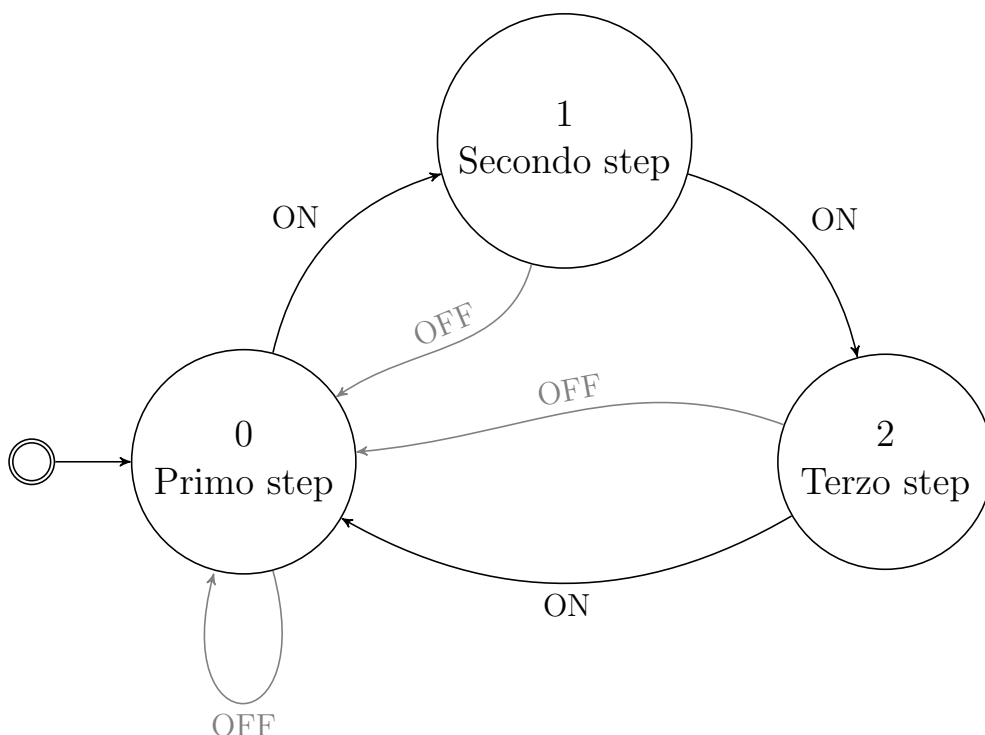 1
Secondo step
ON
ON
OFF
OFF
0
Primo step
2
Terzo step
ON
OFF